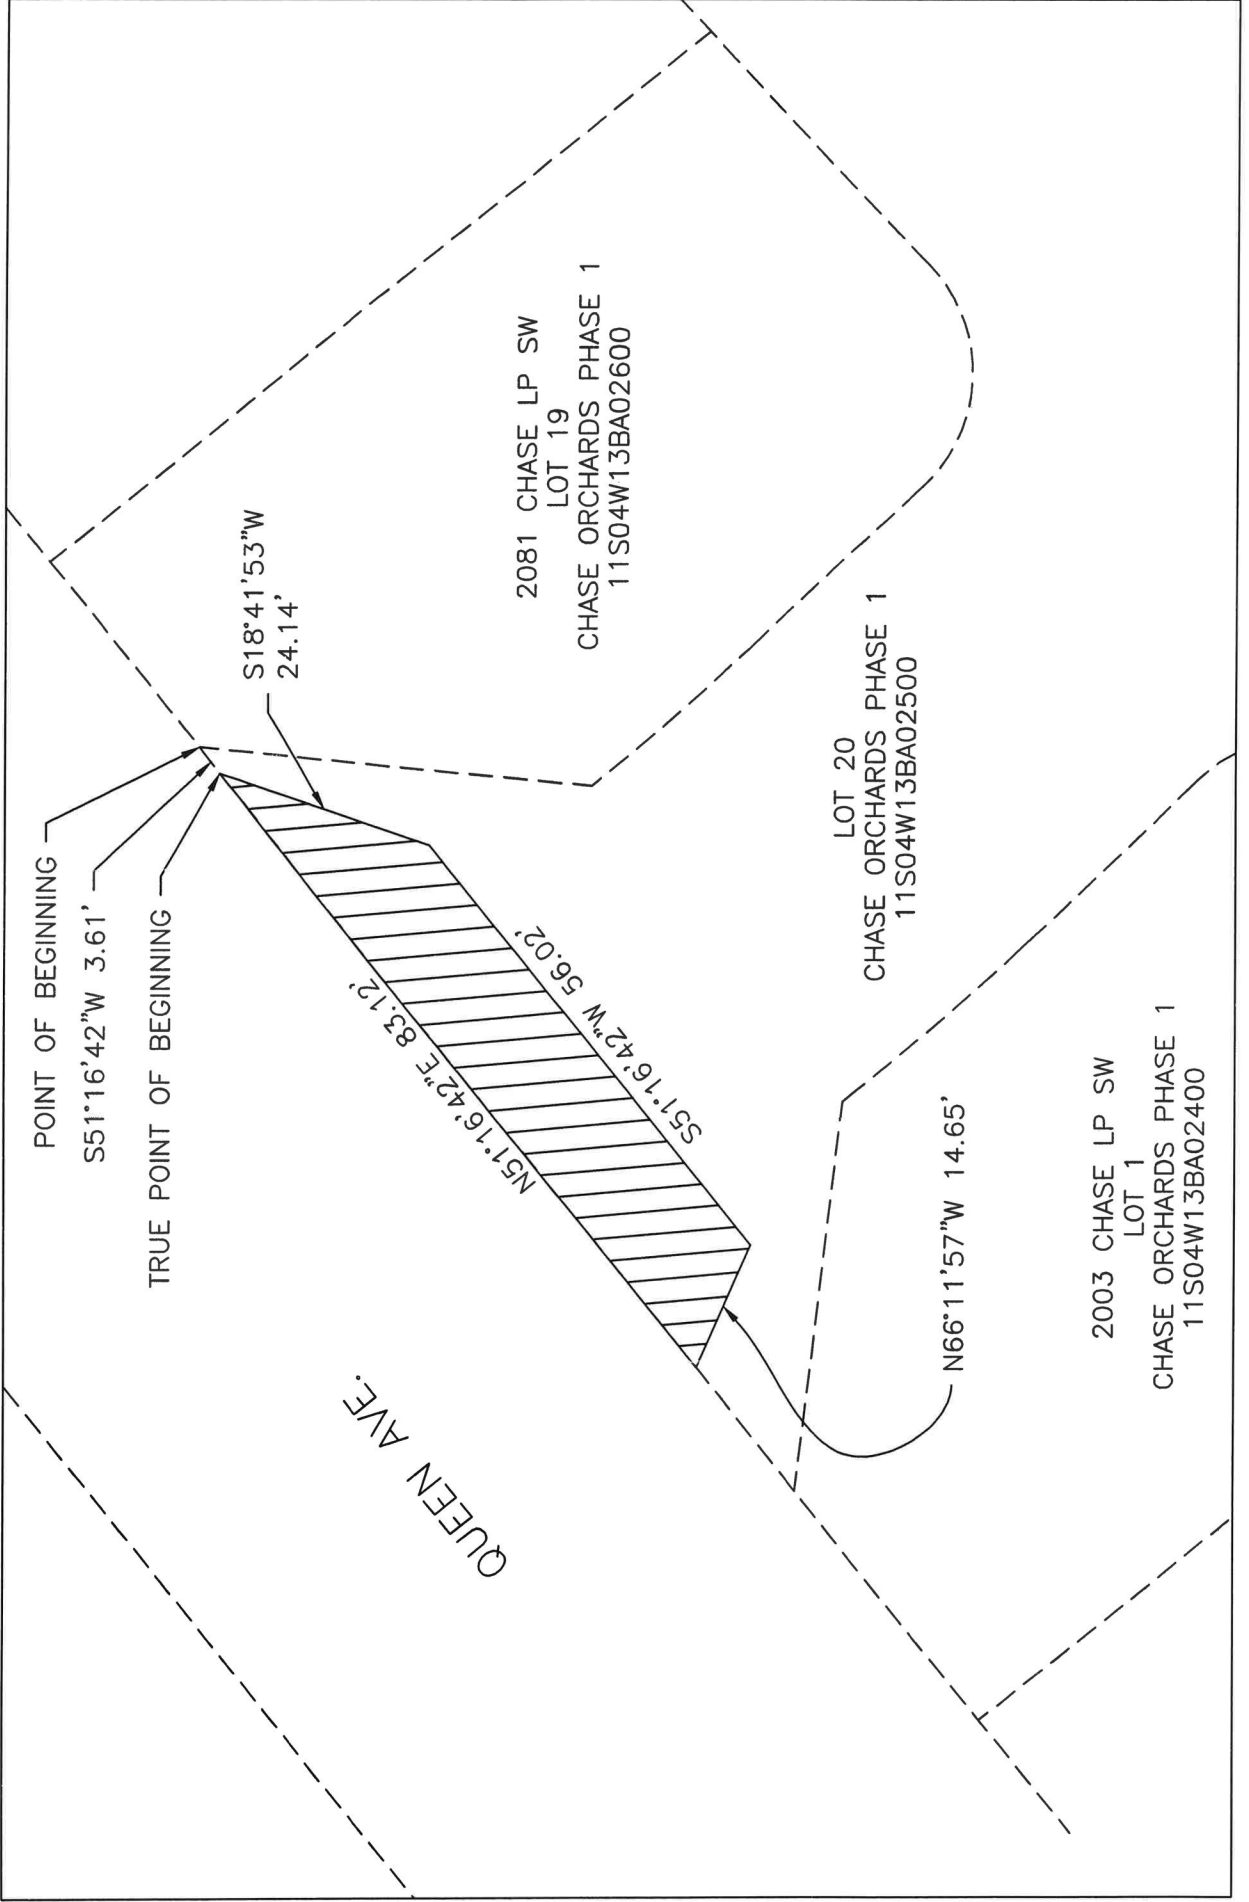 POINT OF BEGINNING
S51°16'42"W 3.61'
TRUE POINT OF BEGINNING
S18°41'53"W
24.14'
N51°16'42"E 83.12'
S51°16'42"W 56.02'
QUEEN AVE.
N66°11'57"W 14.65'
2081 CHASE LP SW
LOT 19
CHASE ORCHARDS PHASE 1
11S04W13BA02600
LOT 20
CHASE ORCHARDS PHASE 1
11S04W13BA02500
2003 CHASE LP SW
LOT 1
CHASE ORCHARDS PHASE 1
11S04W13BA02400